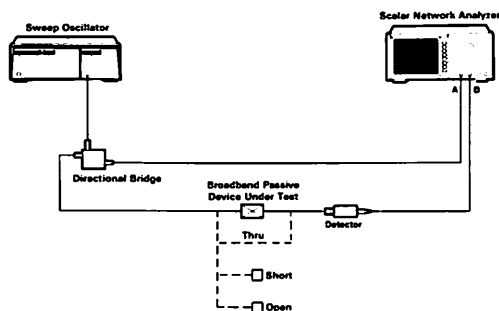 Sweep Oscillator
Scalar Network Analyzer
A
D
Directional Bridge
Broadband Passive
Device Under Test
Thru
Detector
Short
Open